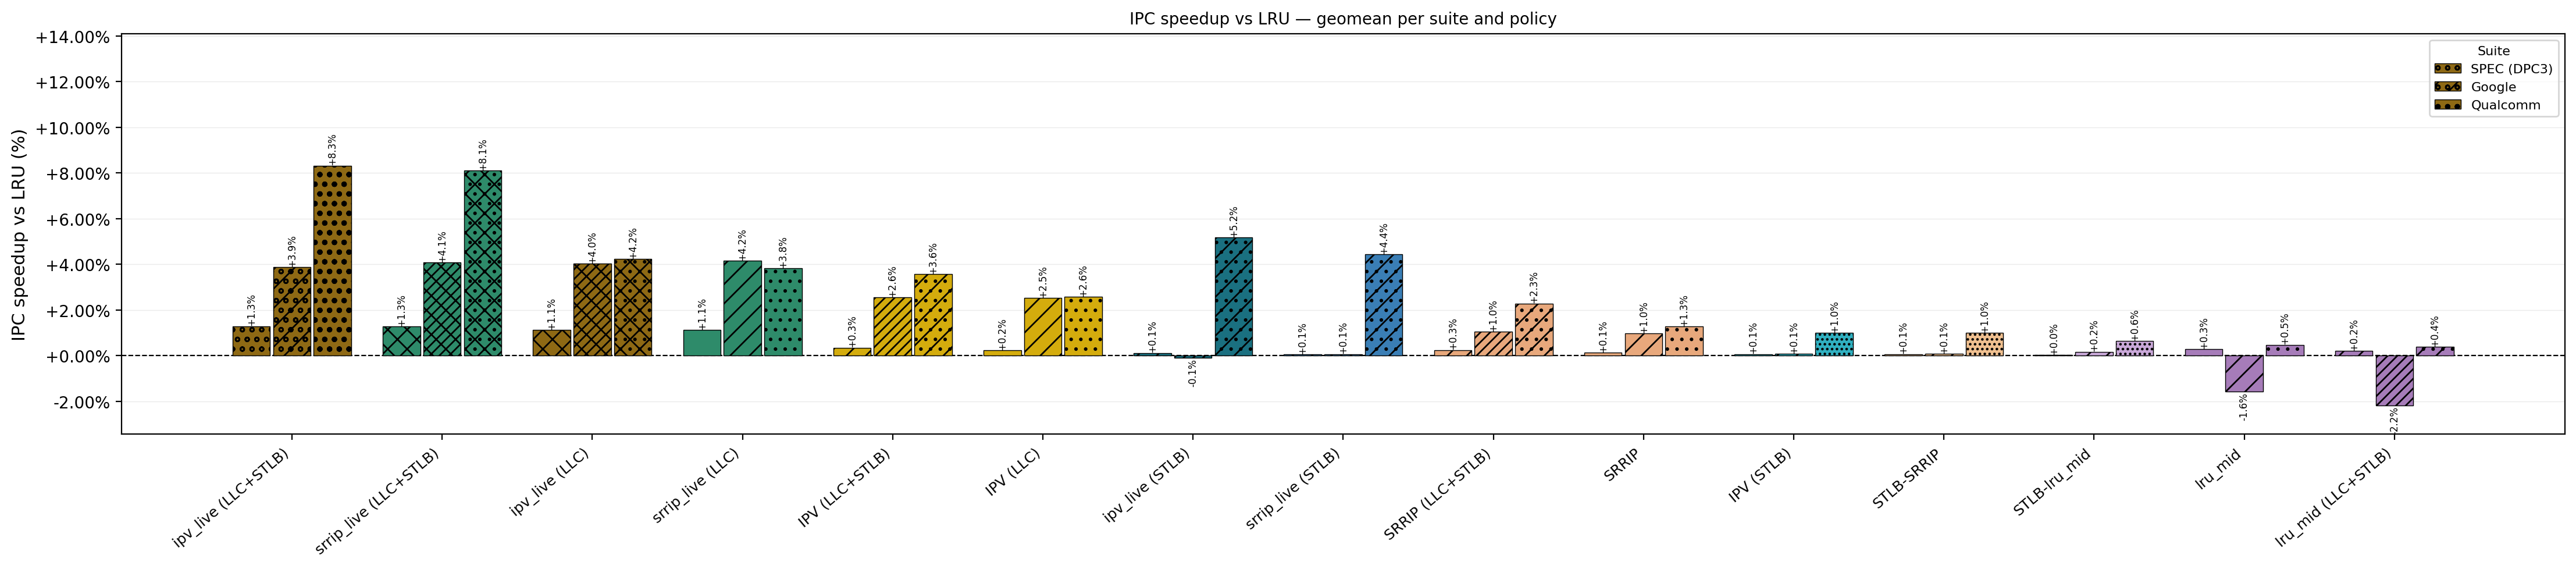 IPC speedup vs LRU — geomean per suite and policy
IPC speedup vs LRU (%)
+14.00%
+12.00%
+10.00%
+8.00%
+6.00%
+4.00%
+2.00%
+0.00%
-2.00%
Suite
SPEC (DPC3)
Google
Qualcomm
+1.3%
+3.9%
+8.3%
+1.3%
+4.1%
+8.1%
+1.1%
+4.0%
+4.2%
+1.1%
+4.2%
+3.8%
+0.3%
+2.6%
+3.6%
+0.2%
+2.5%
+2.6%
+0.1%
-0.1%
+5.2%
+0.1%
+0.1%
+4.4%
+0.3%
+1.0%
+2.3%
+0.1%
+1.0%
+1.3%
+0.1%
+0.1%
+1.0%
+0.1%
+0.1%
+1.0%
+0.0%
+0.2%
+0.6%
+0.3%
-1.6%
+0.5%
+0.2%
-2.2%
+0.4%
ipv_live (LLC+STLB)
srrip_live (LLC+STLB)
ipv_live (LLC)
srrip_live (LLC)
IPV (LLC+STLB)
IPV (LLC)
ipv_live (STLB)
srrip_live (STLB)
SRRIP (LLC+STLB)
SRRIP
IPV (STLB)
STLB-SRRIP
STLB-lru_mid
lru_mid
lru_mid (LLC+STLB)